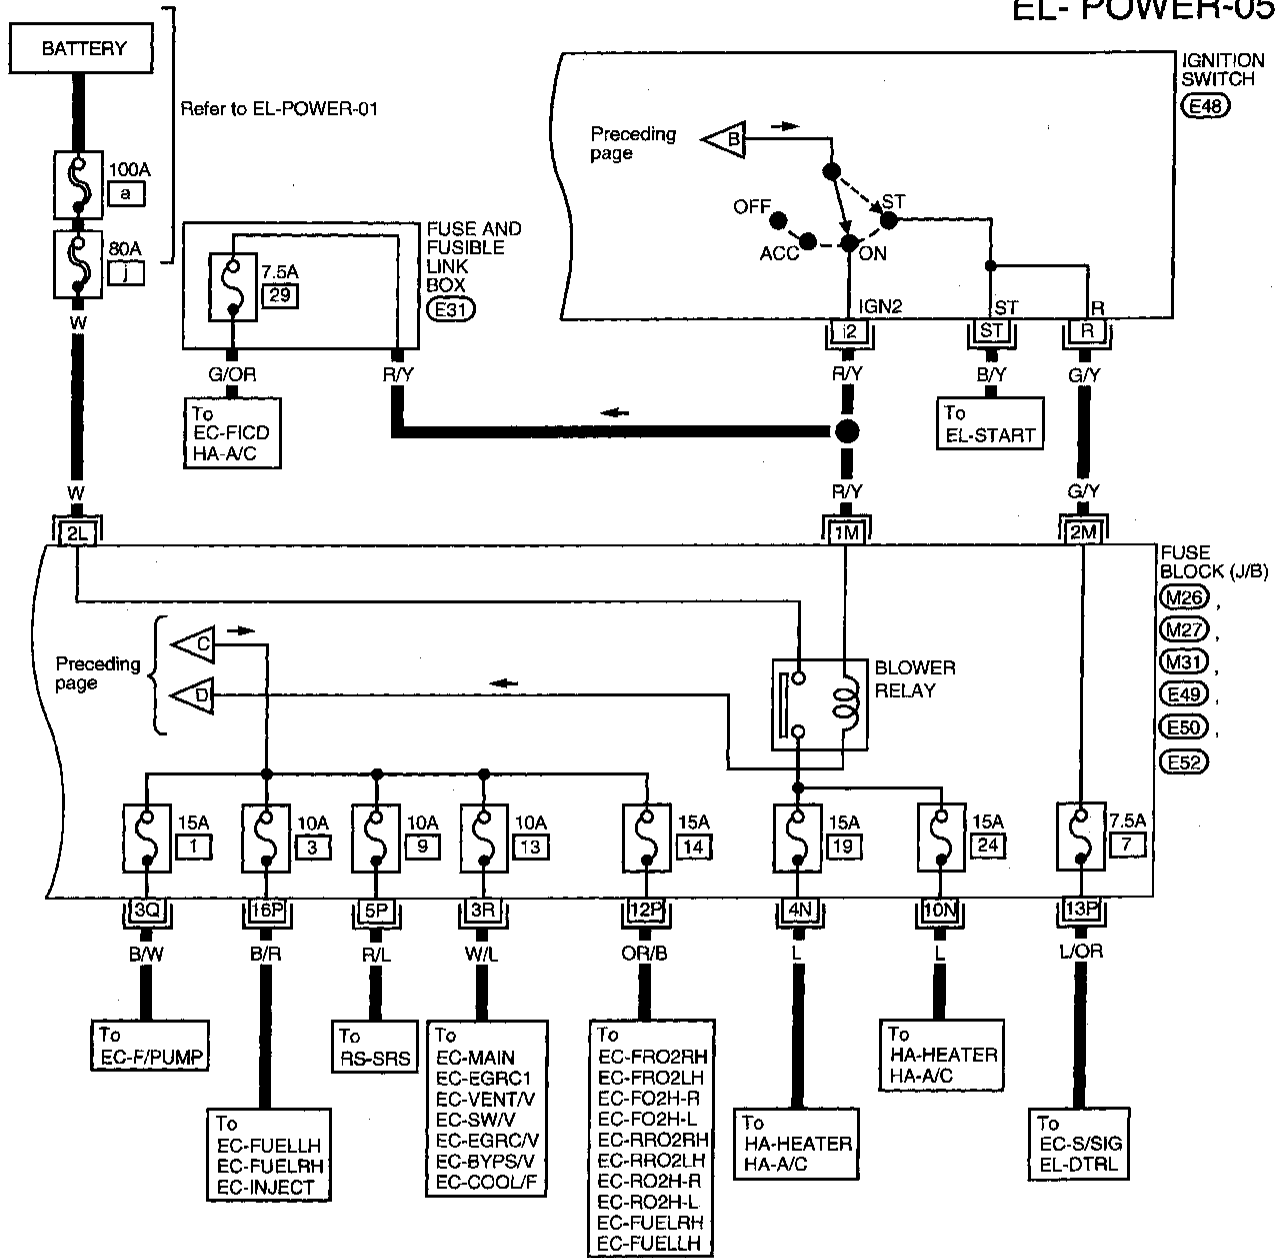 EL- POWER-05
BATTERY
Refer to EL-POWER-01
100A
a
80A
j
W
FUSE AND
FUSIBLE
LINK
BOX
E31
7.5A
29
G/OR
R/Y
To
EC-FICD
HA-A/C
IGNITION
SWITCH
E48
Preceding
page
B
OFF
ACC
ON
ST
IGN2
ST
R
i2
ST
R
R/Y
B/Y
G/Y
To
EL-START
W
R/Y
G/Y
2L
1M
2M
FUSE
BLOCK (J/B)
M26 ,
M27 ,
M31 ,
E49 ,
E50 ,
E52
Preceding
page
C
D
BLOWER
RELAY
15A
1
10A
3
10A
9
10A
13
15A
14
15A
19
15A
24
7.5A
7
3Q
16P
5P
3R
12P
4N
10N
13P
B/W
B/R
R/L
W/L
OR/B
L
L
L/OR
To
EC-F/PUMP
To
EC-FUELLH
EC-FUELRH
EC-INJECT
To
RS-SRS
To
EC-MAIN
EC-EGRC1
EC-VENT/V
EC-SW/V
EC-EGRC/V
EC-BYPS/V
EC-COOL/F
To
EC-FRO2RH
EC-FRO2LH
EC-FO2H-R
EC-FO2H-L
EC-RRO2RH
EC-RRO2LH
EC-RO2H-R
EC-RO2H-L
EC-FUELRH
EC-FUELLH
To
HA-HEATER
HA-A/C
To
HA-HEATER
HA-A/C
To
EC-S/SIG
EL-DTRL